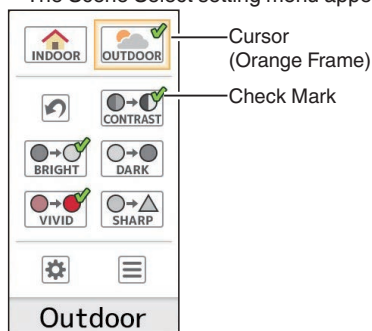 The Scene Select setting menu appe
INDOOR OUTDOOR
Cursor
(Orange Frame)
CONTRAST
Check Mark
BRIGHT DARK
VIVID SHARP
Outdoor